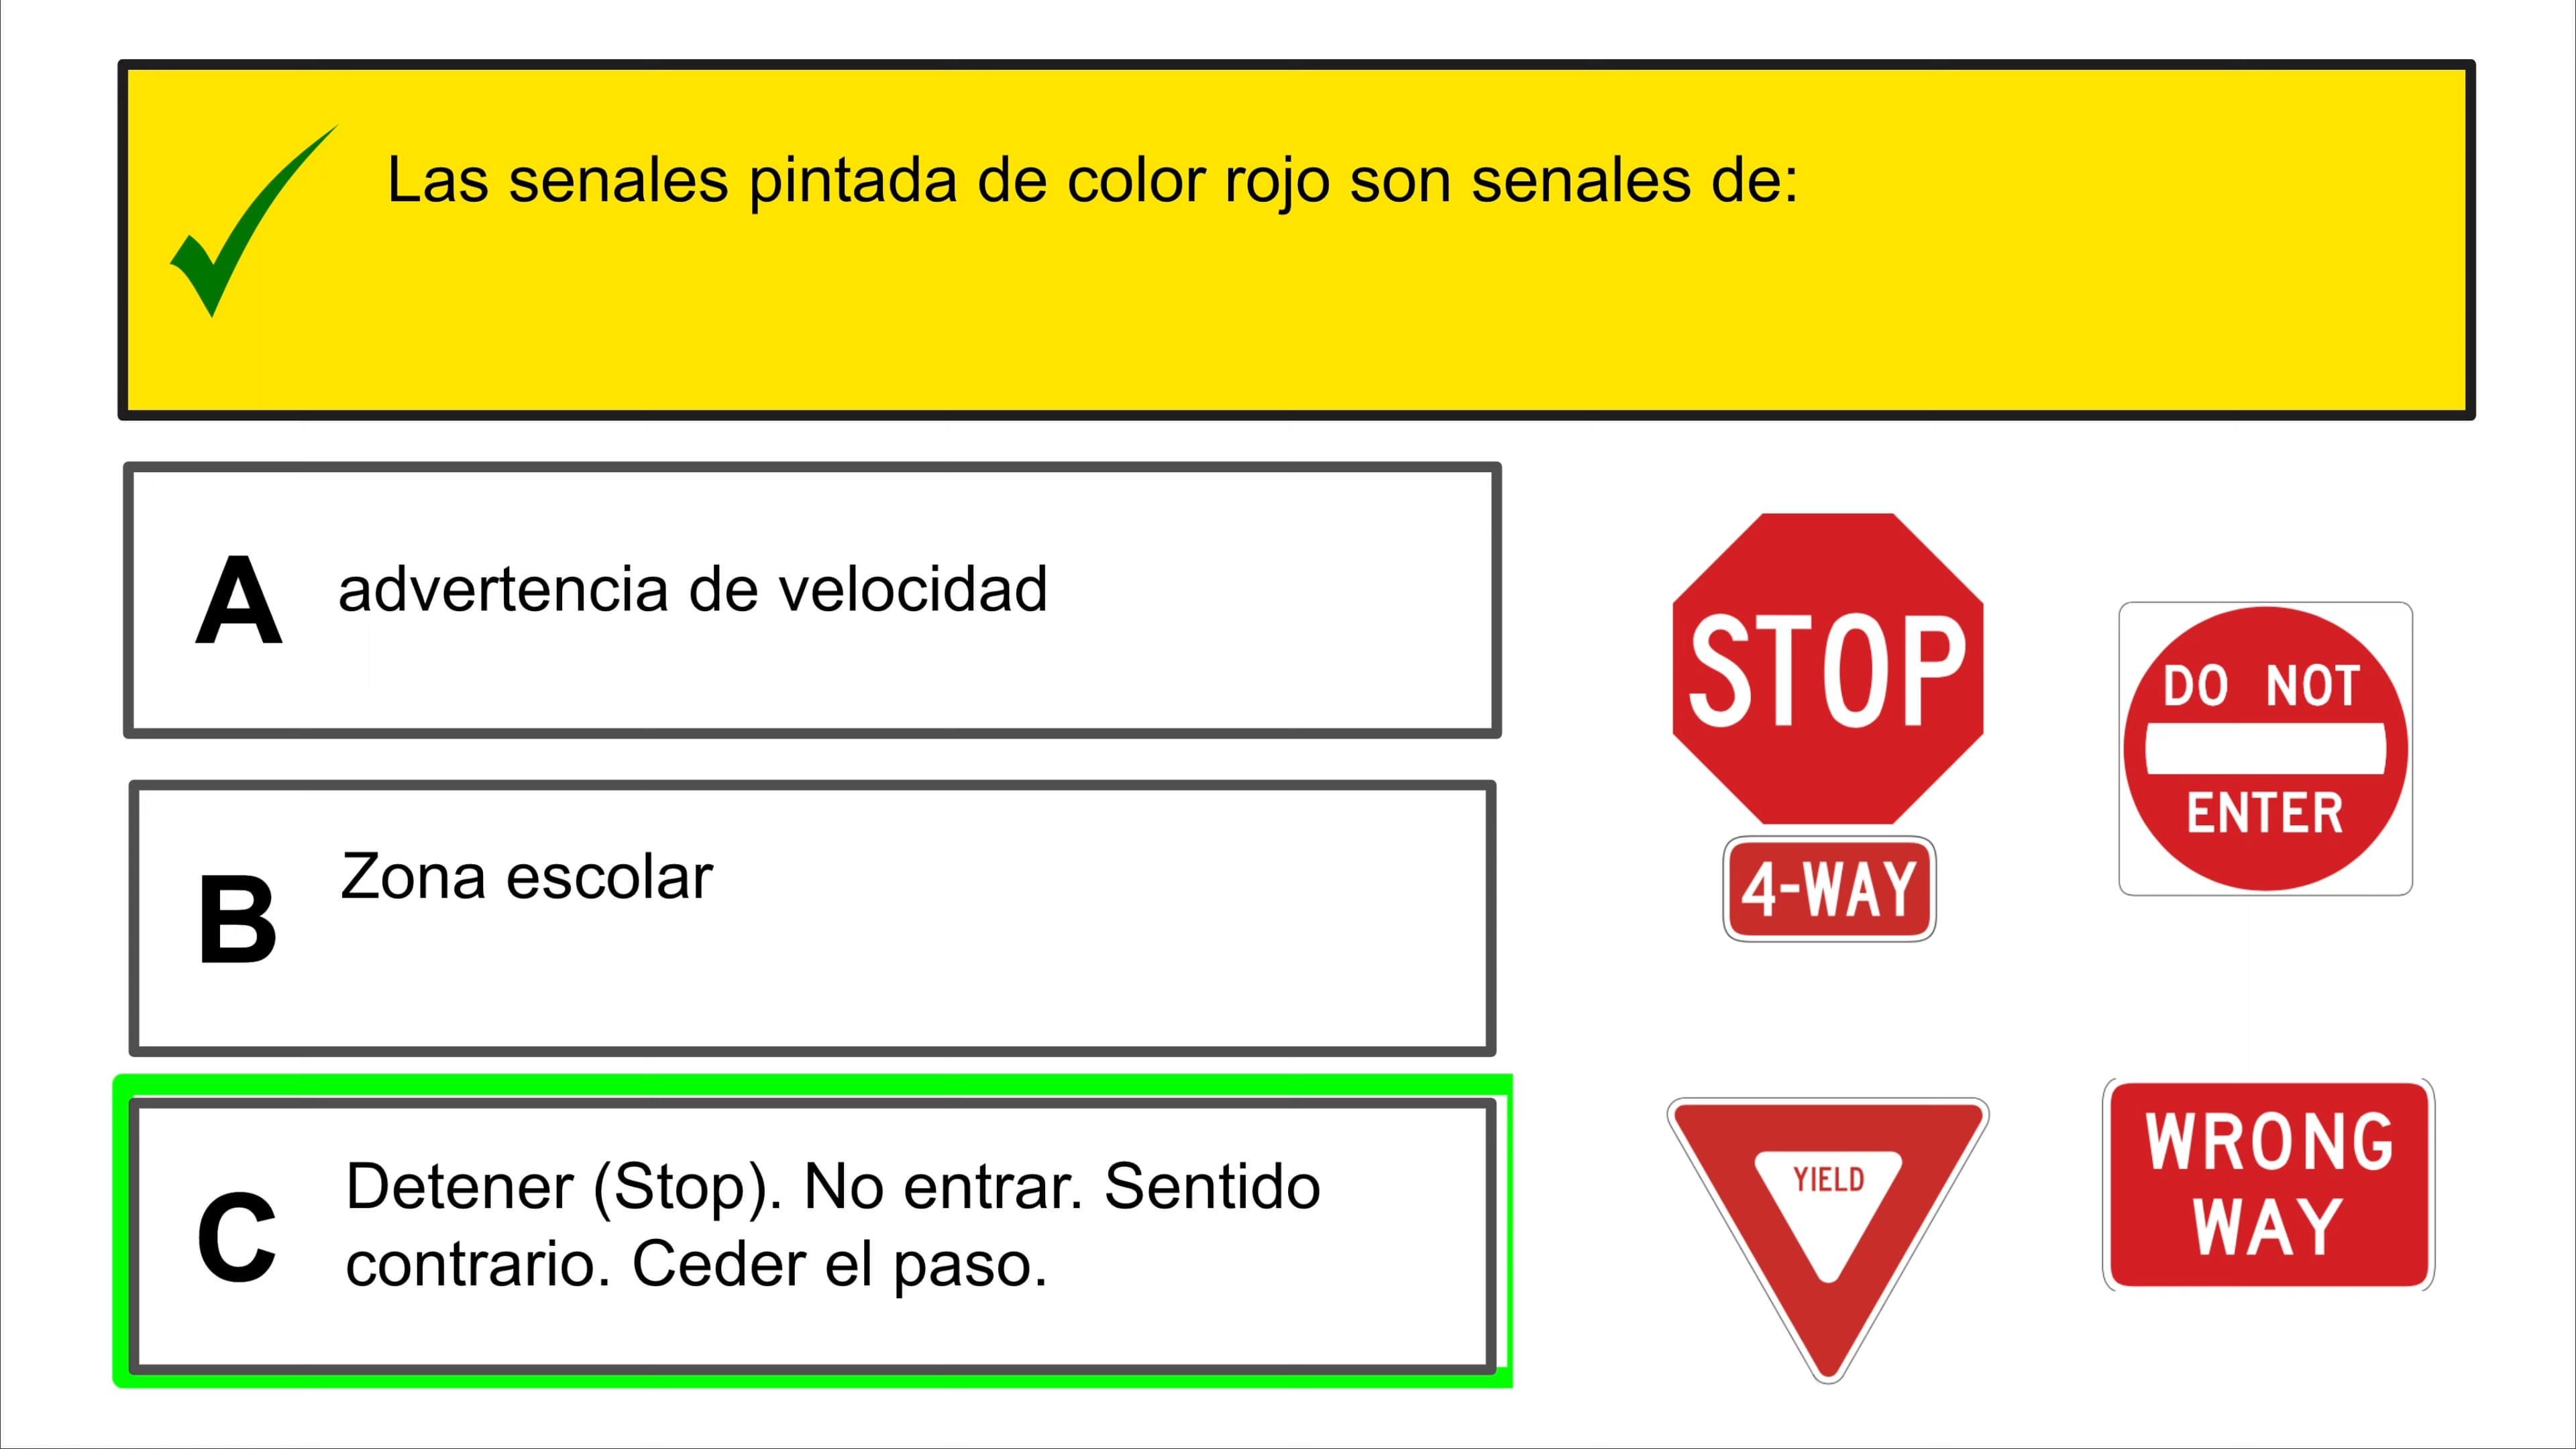 Las senales pintada de color rojo son senales de:
A
advertencia de velocidad
B
Zona escolar
C
Detener (Stop). No entrar. Sentido
contrario. Ceder el paso.
STOP
4-WAY
DO NOT
ENTER
YIELD
WRONG
WAY